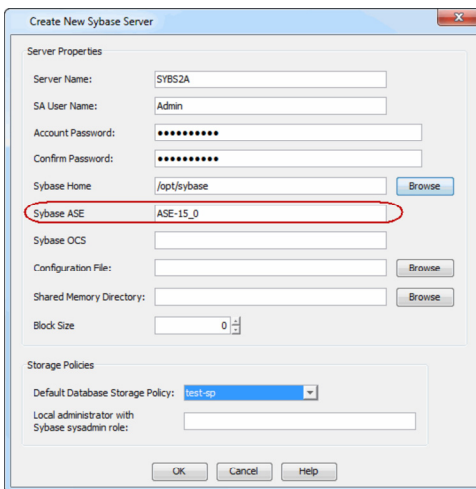 Create New Sybase Server
Server Properties
Server Name: SYBS2A
SA User Name: Admin
Account Password: ●●●●●●●●●●
Confirm Password: ●●●●●●●●●●
Sybase Home /opt/sybase Browse
Sybase ASE ASE-15_0
Sybase OCS
Configuration File: Browse
Shared Memory Directory: Browse
Block Size 0
Storage Policies
Default Database Storage Policy: test-sp
Local administrator with
Sybase sysadmin role:
OK Cancel Help